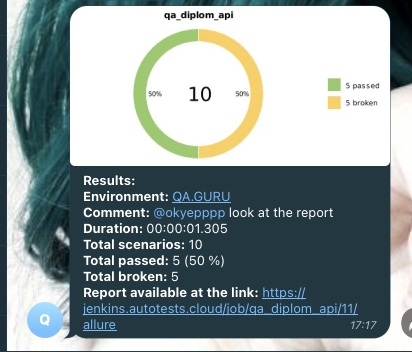 qa_diplom_api
50%
10
50%
5 passed
5 broken
Results:
Environment: QA.GURU
Comment: @okyepppp look at the report
Duration: 00:00:01.305
Total scenarios: 10
Total passed: 5 (50 %)
Total broken: 5
Report available at the link: https://
jenkins.autotests.cloud/job/qa_diplom_api/11/
allure
17:17
Q